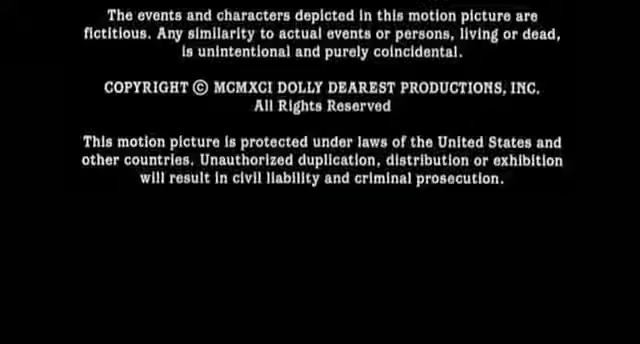 The events and characters depicted in this motion picture are
fictitious. Any similarity to actual events or persons, living or dead,
is unintentional and purely coincidental.
COPYRIGHT © MCMXCI DOLLY DEAREST PRODUCTIONS, INC.
All Rights Reserved
This motion picture is protected under laws of the United States and
other countries. Unauthorized duplication, distribution or exhibition
will result in civil liability and criminal prosecution.